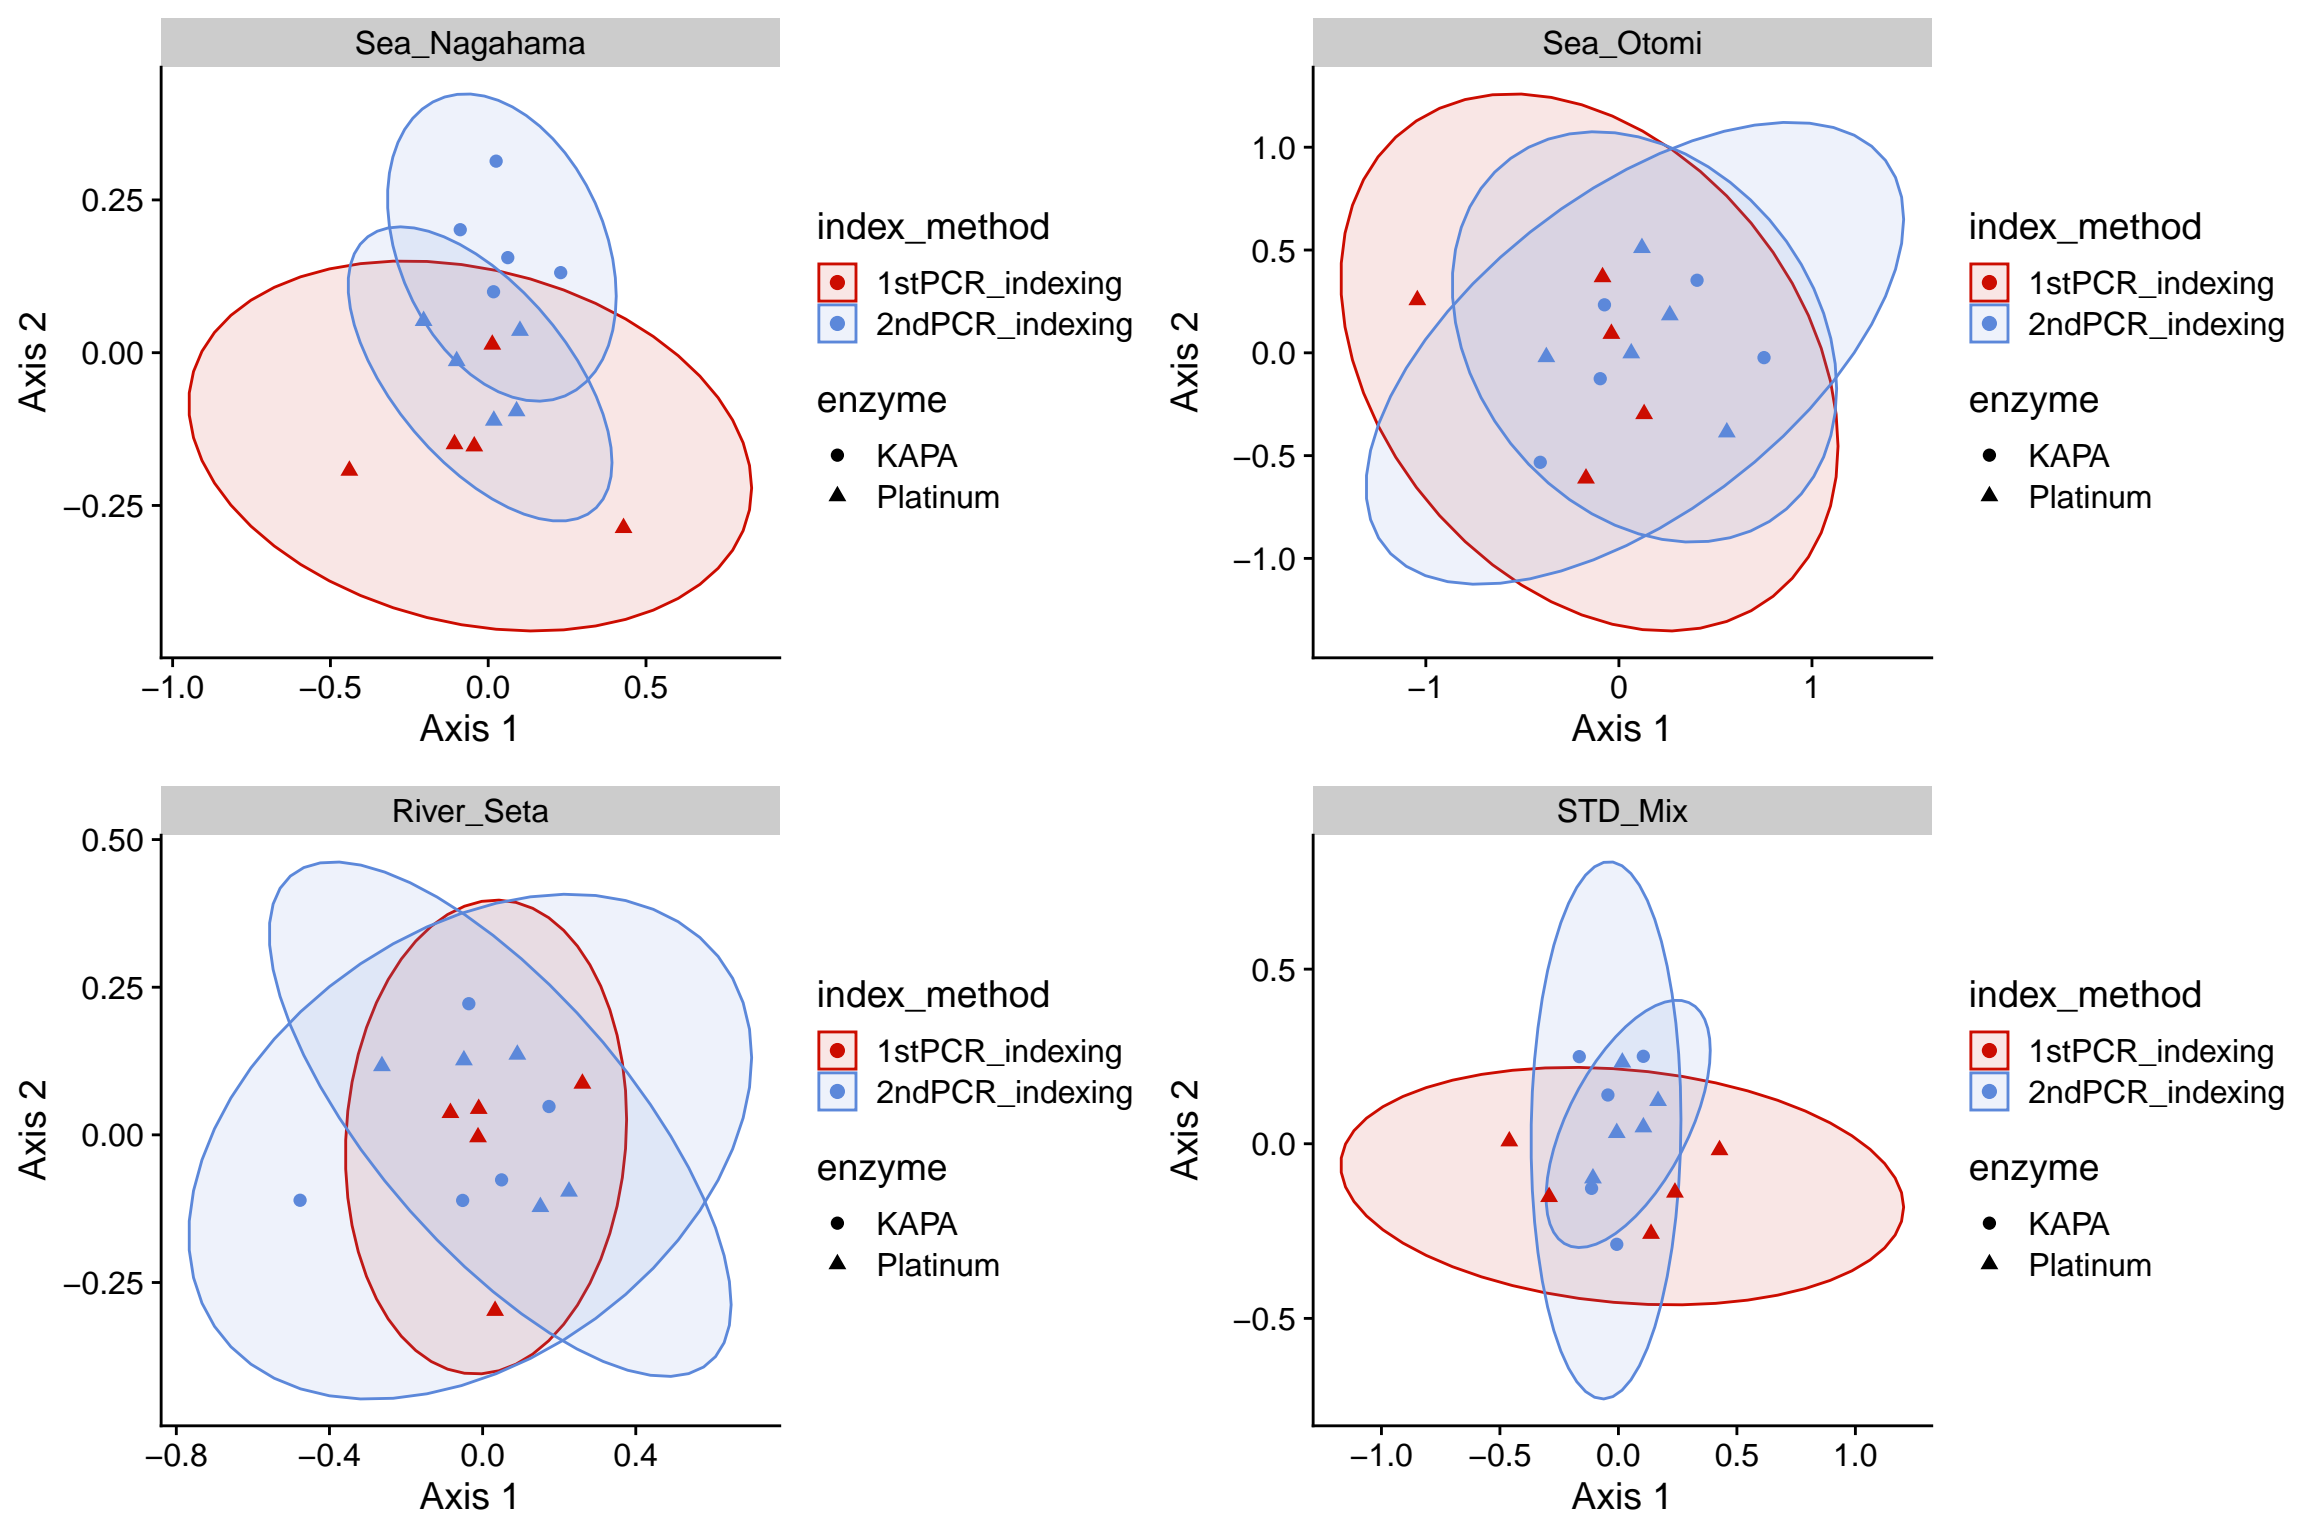 Sea_Nagahama
Axis 2
0.25
0.00
−0.25
−1.0 −0.5 0.0 0.5
Axis 1
index_method
1stPCR_indexing
2ndPCR_indexing
enzyme
KAPA
Platinum
Sea_Otomi
Axis 2
1.0
0.5
0.0
−0.5
−1.0
−1 0 1
Axis 1
index_method
1stPCR_indexing
2ndPCR_indexing
enzyme
KAPA
Platinum
River_Seta
Axis 2
0.50
0.25
0.00
−0.25
−0.8 −0.4 0.0 0.4
Axis 1
index_method
1stPCR_indexing
2ndPCR_indexing
enzyme
KAPA
Platinum
STD_Mix
Axis 2
0.5
0.0
−0.5
−1.0 −0.5 0.0 0.5 1.0
Axis 1
index_method
1stPCR_indexing
2ndPCR_indexing
enzyme
KAPA
Platinum